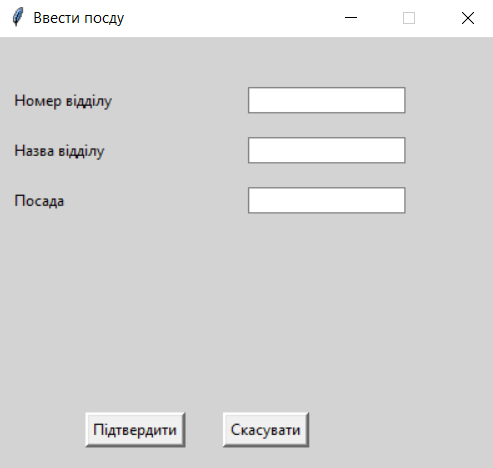 Ввести посду
Номер відділу
Назва відділу
Посада
Підтвердити Скасувати